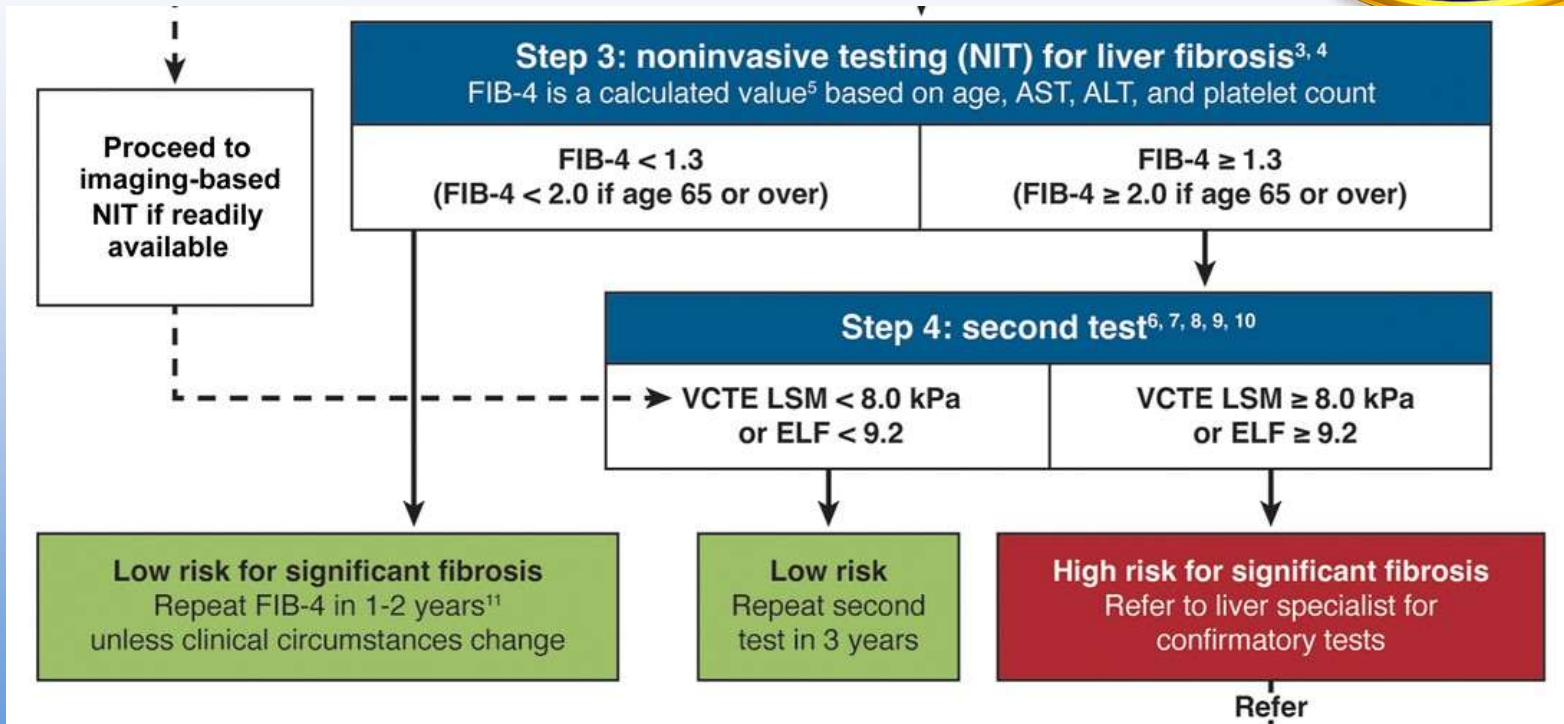 Step 3: noninvasive testing (NIT) for liver fibrosis³, ⁴
FIB-4 is a calculated value⁵ based on age, AST, ALT, and platelet count
Proceed to
imaging-based
NIT if readily
available
FIB-4 < 1.3
(FIB-4 < 2.0 if age 65 or over)
FIB-4 ≥ 1.3
(FIB-4 ≥ 2.0 if age 65 or over)
Step 4: second test⁶, ⁷, ⁸, ⁹, ¹⁰
VCTE LSM < 8.0 kPa
or ELF < 9.2
VCTE LSM ≥ 8.0 kPa
or ELF ≥ 9.2
Low risk for significant fibrosis
Repeat FIB-4 in 1-2 years¹¹
unless clinical circumstances change
Low risk
Repeat second
test in 3 years
High risk for significant fibrosis
Refer to liver specialist for
confirmatory tests
Refer